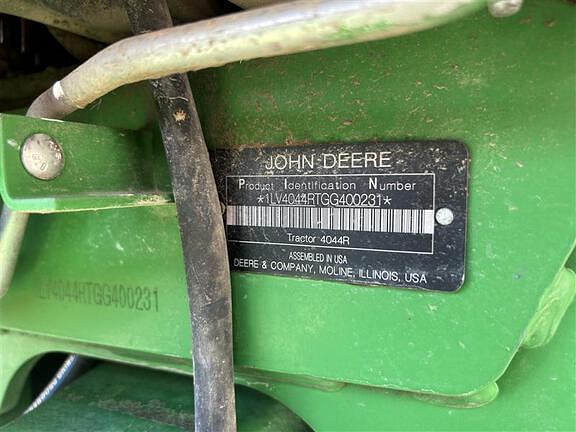 JOHN DEERE
Product Identification Number
*1LV4044RTGG400231*
Tractor 4044R
ASSEMBLED IN USA
DEERE & COMPANY, MOLINE, ILLINOIS, USA
1LV4044RTGG400231